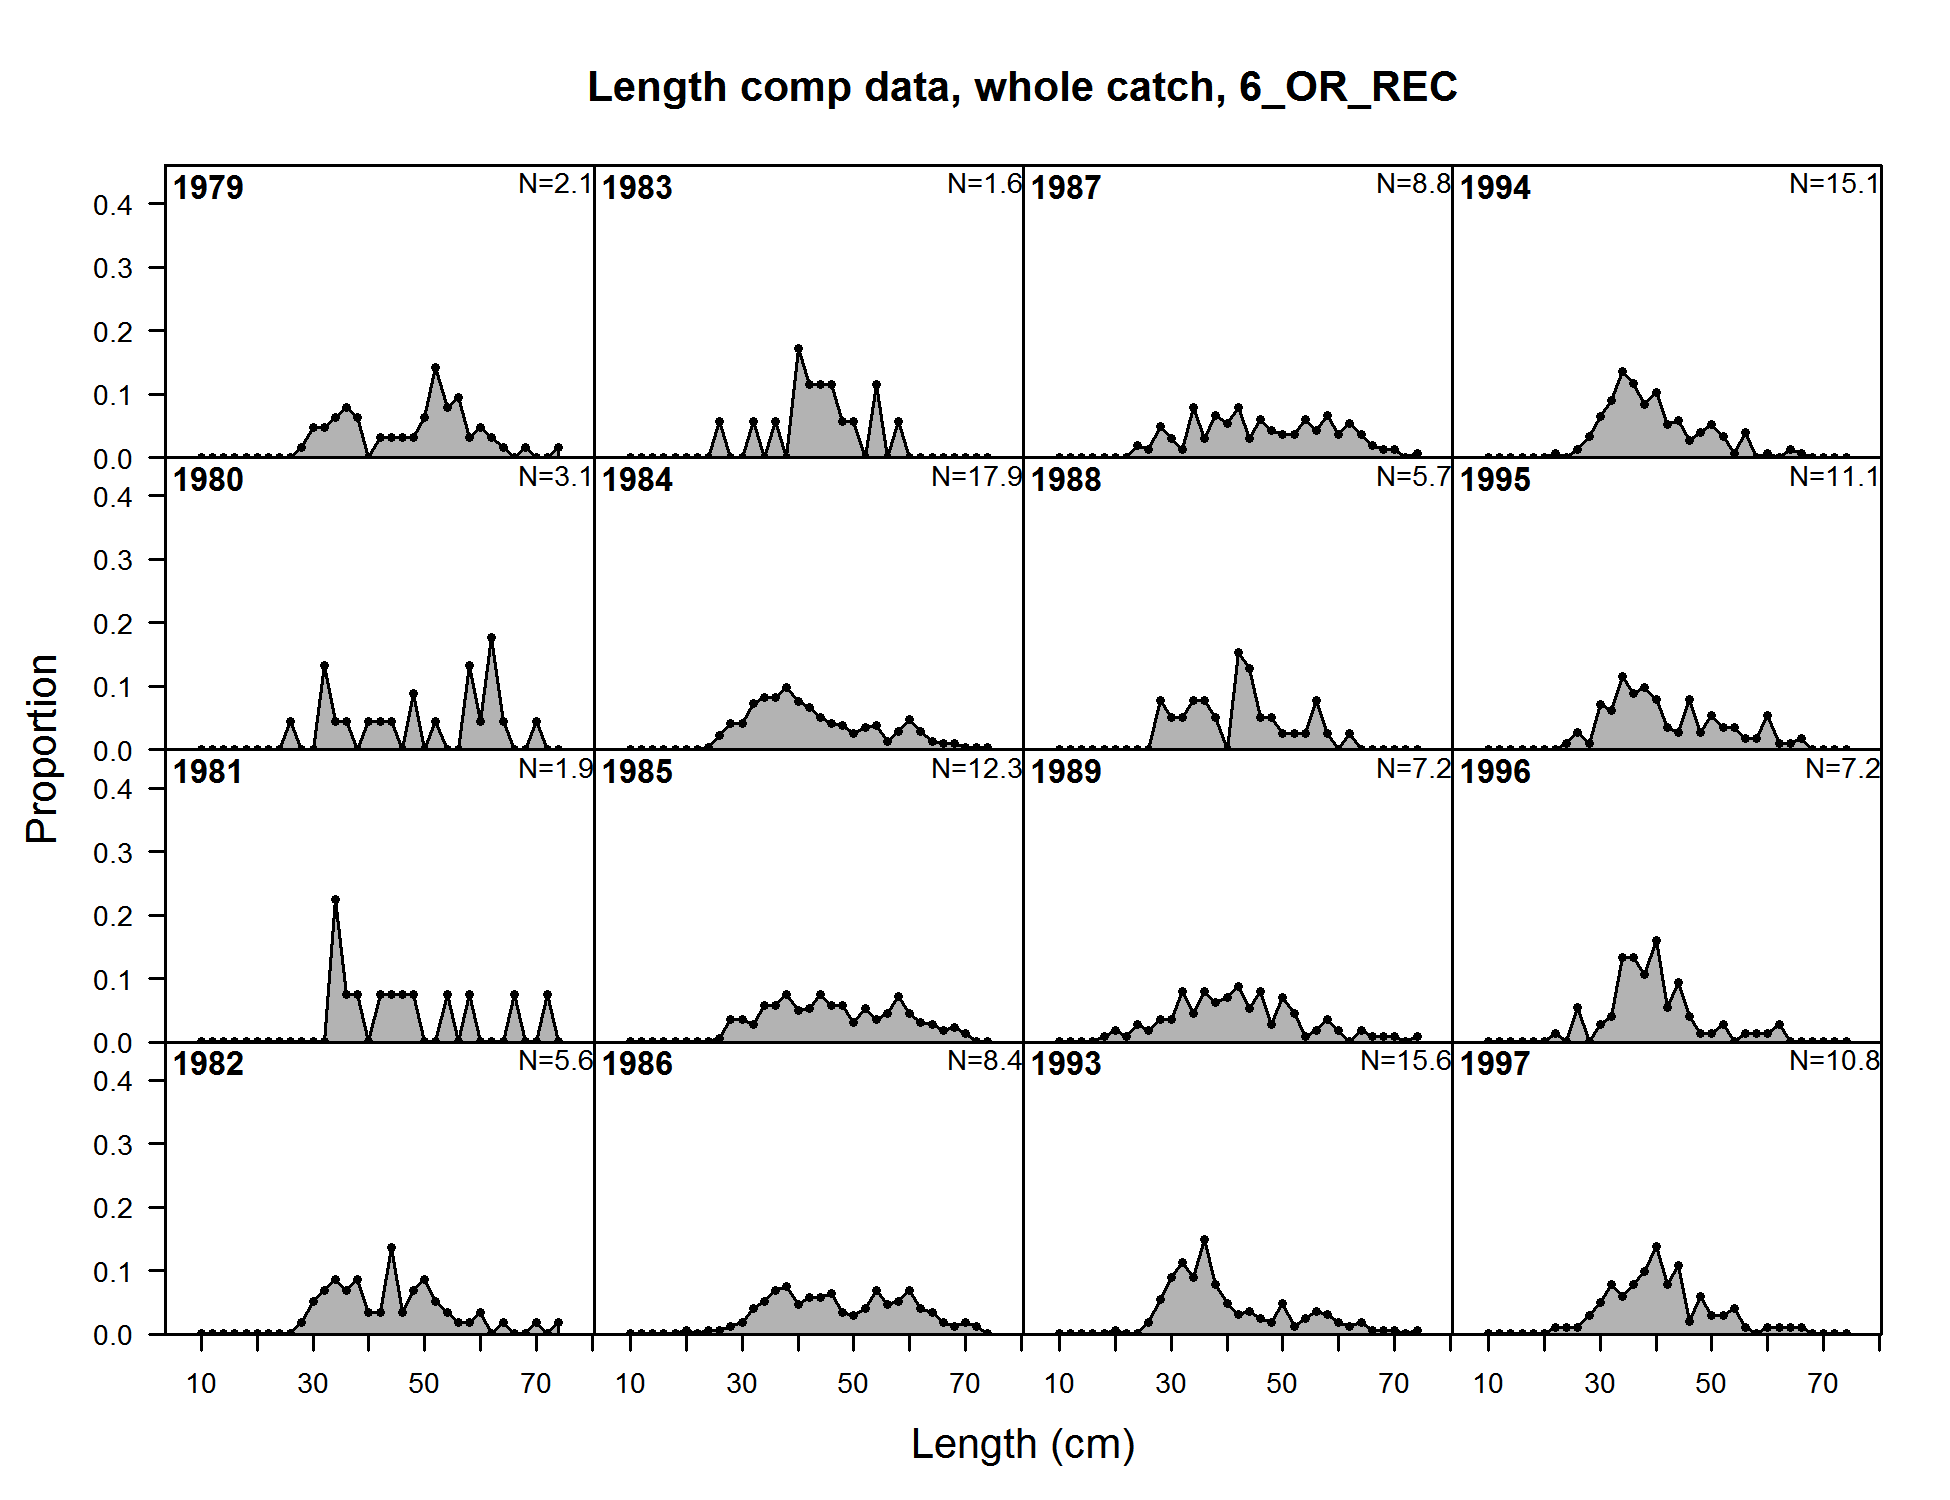 Length comp data, whole catch, 6_OR_REC
1979 N=2.1 1983 N=1.6 1987 N=8.8 1994 N=15.1
0.4
0.3
0.2
0.1
0.0
1980 N=3.1 1984 N=17.9 1988 N=5.7 1995 N=11.1
0.4
0.3
0.2
0.1
0.0
1981 N=1.9 1985 N=12.3 1989 N=7.2 1996 N=7.2
0.4
0.3
0.2
0.1
0.0
1982 N=5.6 1986 N=8.4 1993 N=15.6 1997 N=10.8
0.4
0.3
0.2
0.1
0.0
Proportion
10 30 50 70 10 30 50 70 10 30 50 70 10 30 50 70
Length (cm)